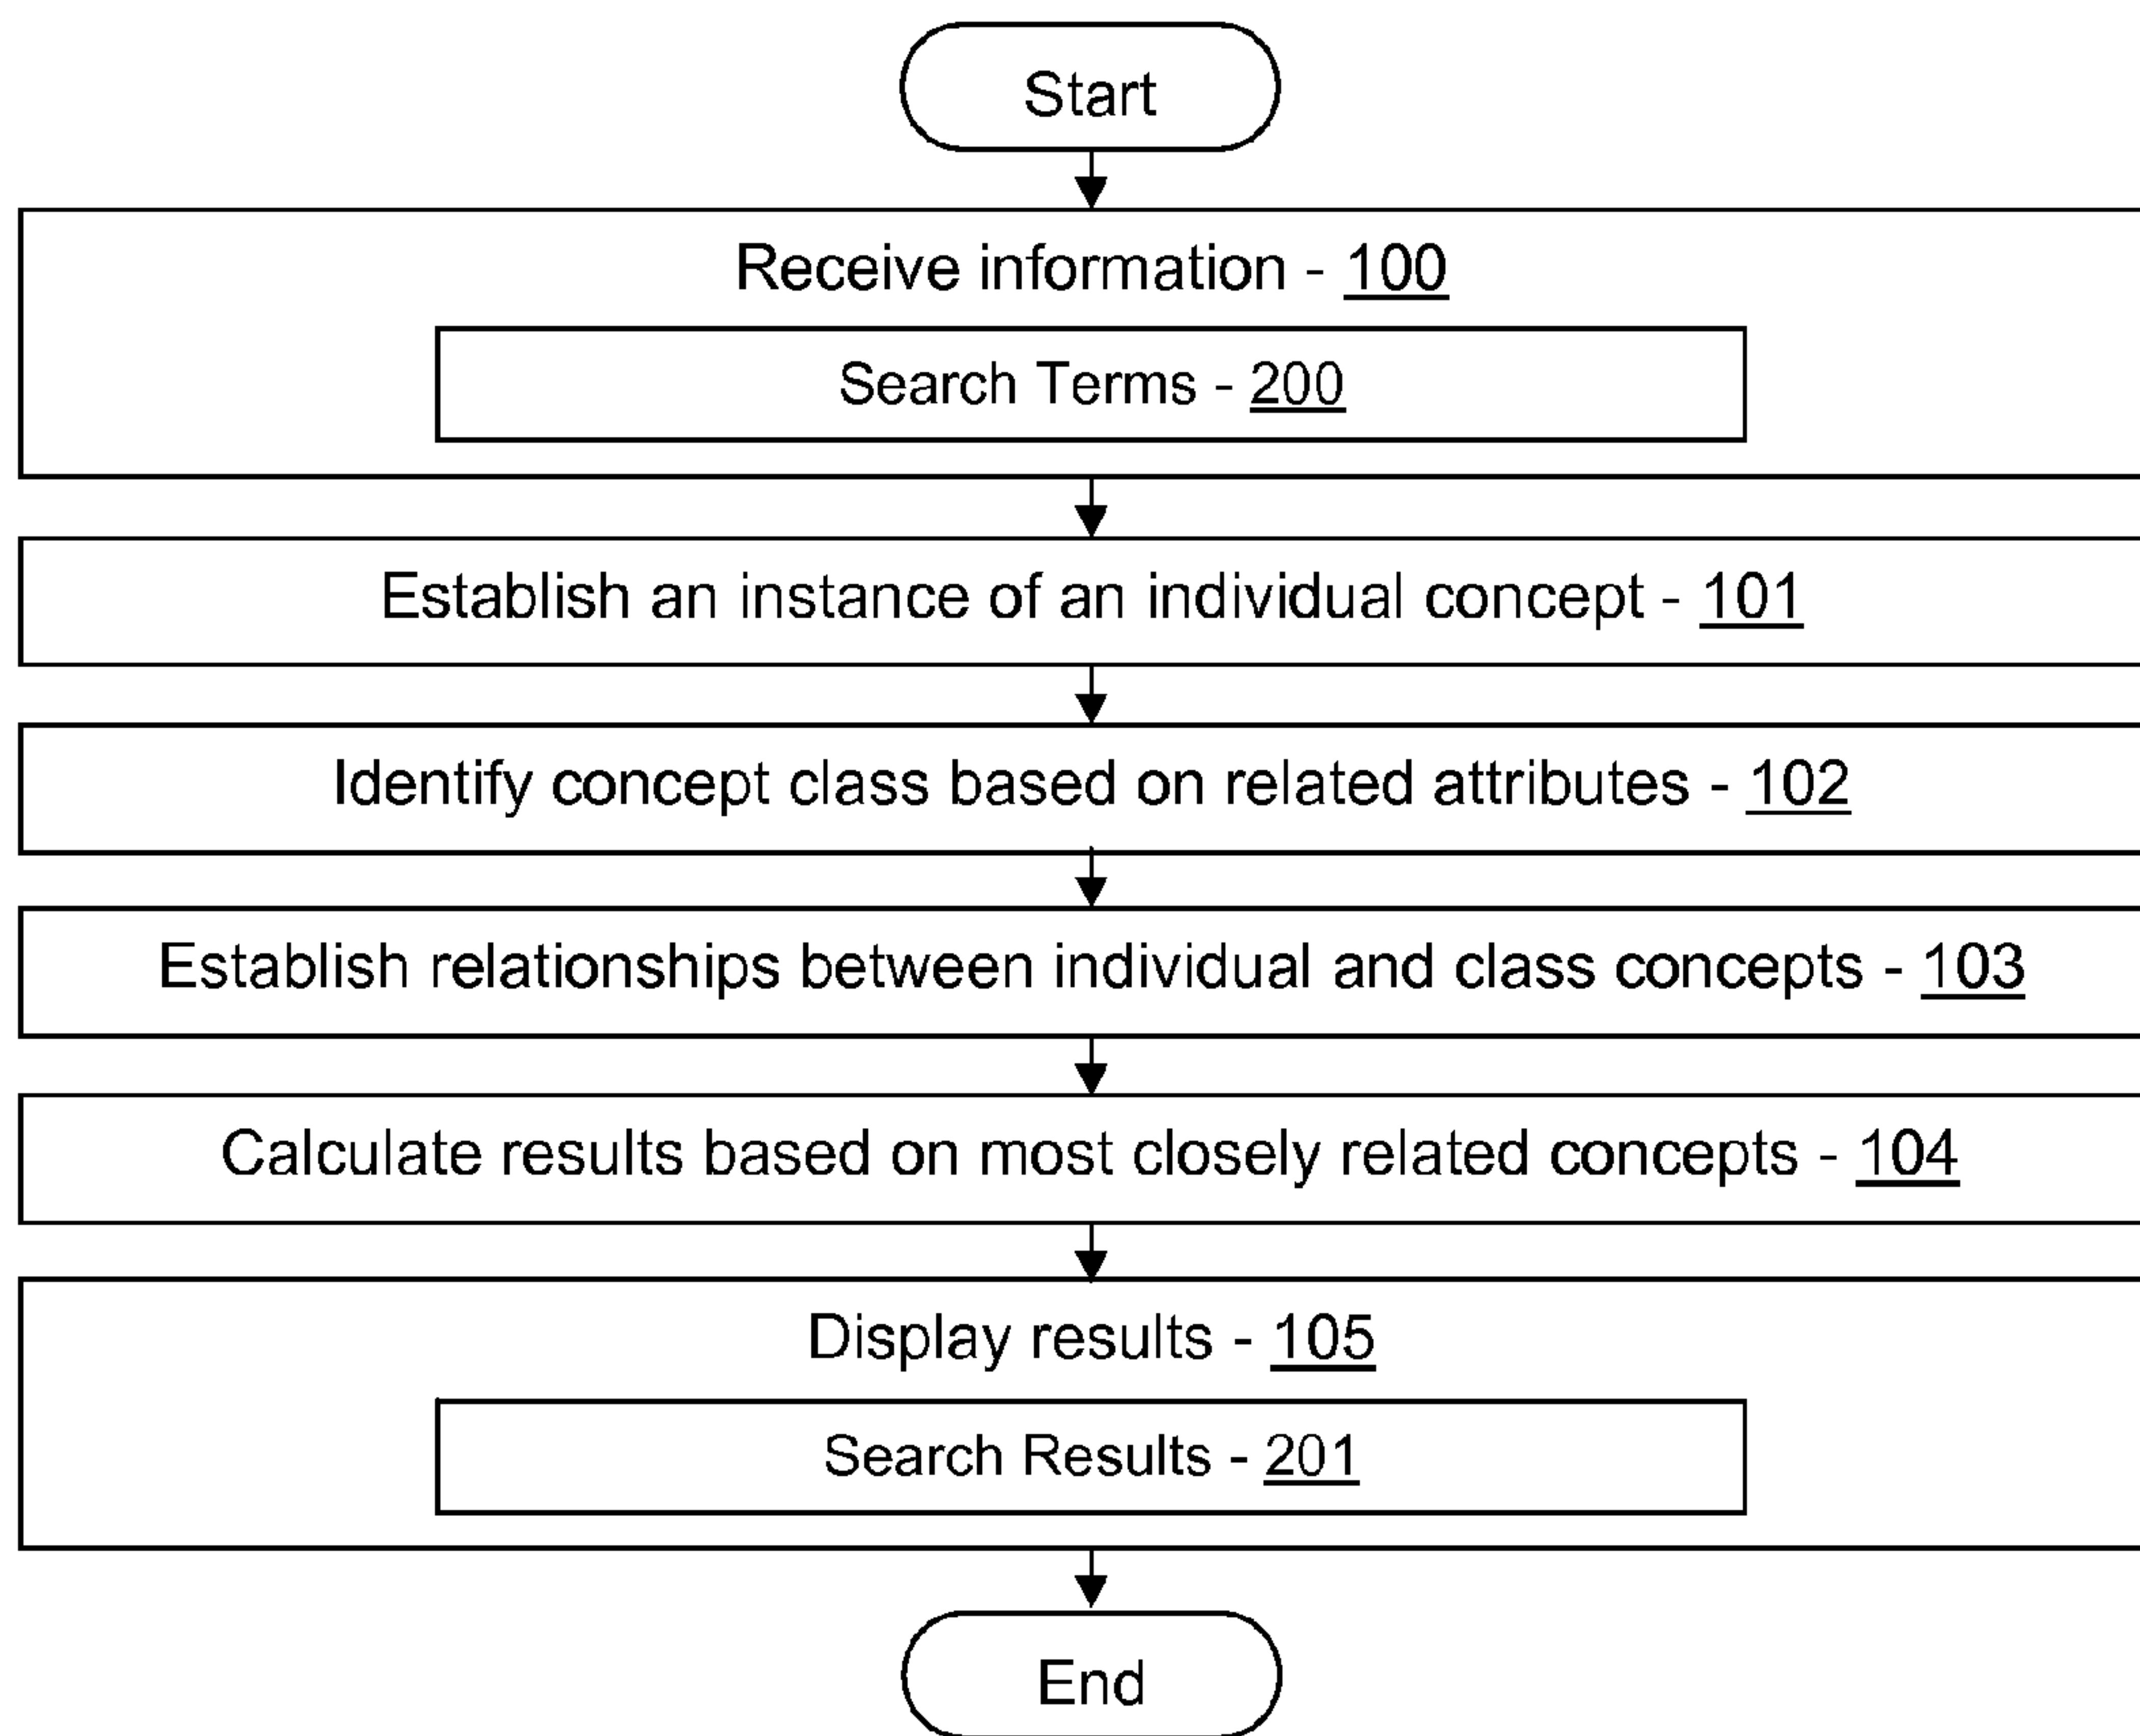 Start
Receive information - 100
Search Terms - 200
Establish an instance of an individual concept - 101
Identify concept class based on related attributes - 102
Establish relationships between individual and class concepts - 103
Calculate results based on most closely related concepts - 104
Display results - 105
Search Results - 201
End